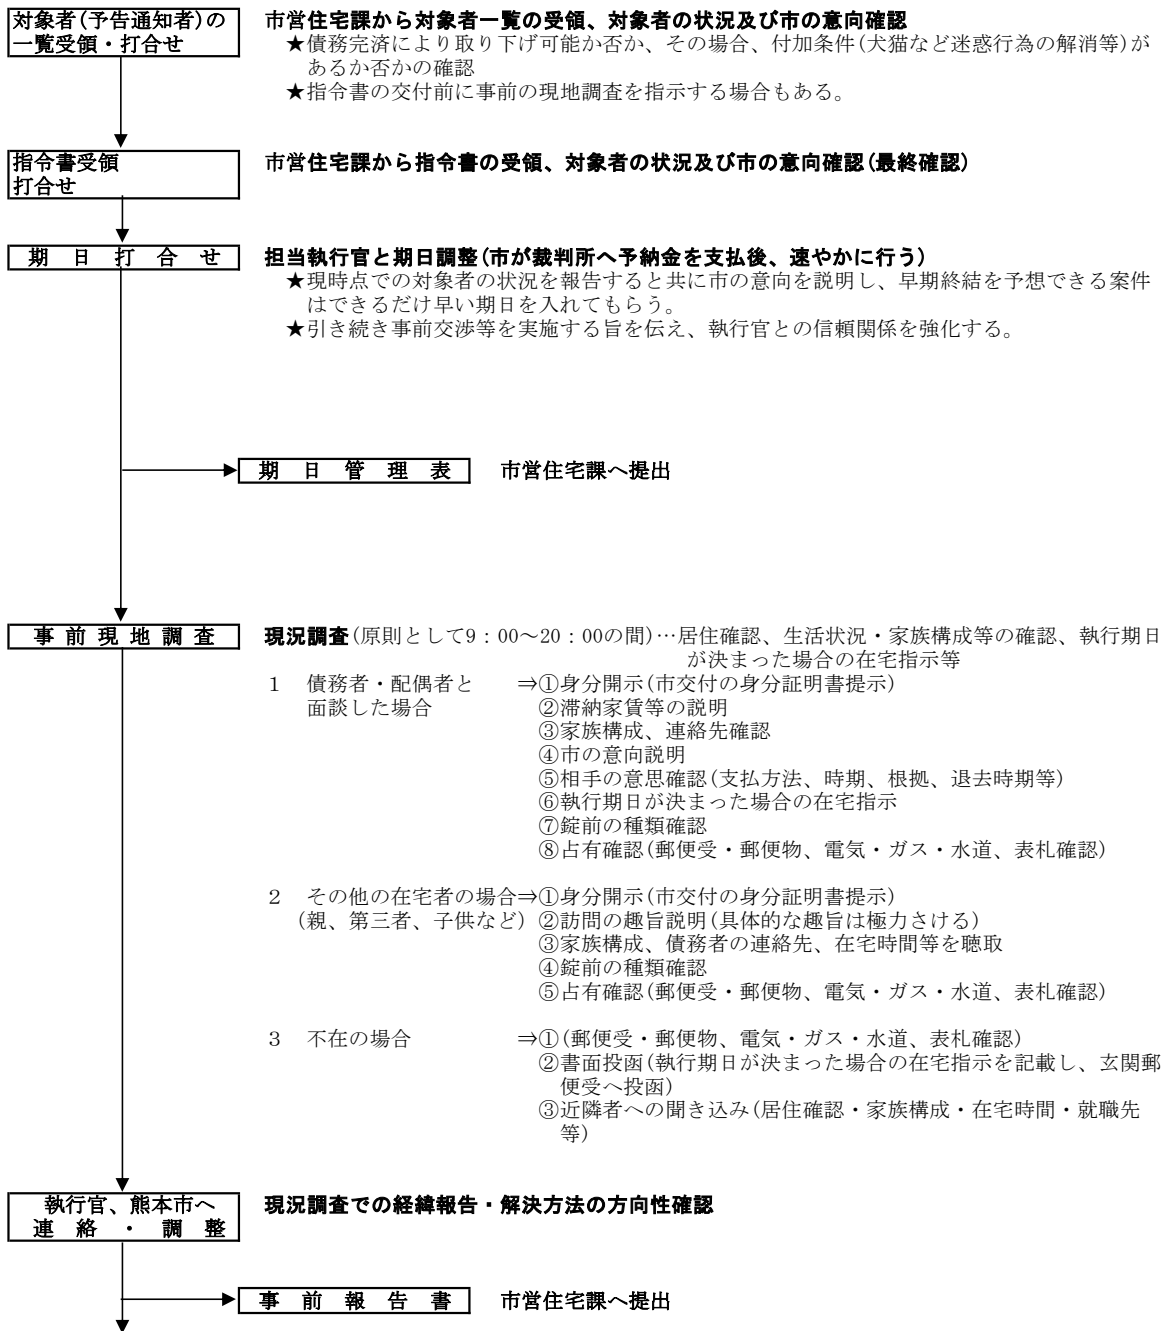 対象者(予告通知者)の
一覧受領・打合せ
市営住宅課から対象者一覧の受領、対象者の状況及び市の意向確認
★債務完済により取り下げ可能か否か、その場合、付加条件(犬猫など迷惑行為の解消等)が
あるか否かの確認
★指令書の交付前に事前の現地調査を指示する場合もある。
指令書受領
打合せ
市営住宅課から指令書の受領、対象者の状況及び市の意向確認(最終確認)
期日打合せ
担当執行官と期日調整(市が裁判所へ予納金を支払後、速やかに行う)
★現時点での対象者の状況を報告すると共に市の意向を説明し、早期終結を予想できる案件
はできるだけ早い期日を入れてもらう。
★引き続き事前交渉等を実施する旨を伝え、執行官との信頼関係を強化する。
期日管理表 市営住宅課へ提出
事前現地調査
現況調査(原則として9:00～20:00の間)…居住確認、生活状況・家族構成等の確認、執行期日
が決まった場合の在宅指示等
1 債務者・配偶者と ⇒①身分開示(市交付の身分証明書提示)
面談した場合 ②滞納家賃等の説明
③家族構成、連絡先確認
④市の意向説明
⑤相手の意思確認(支払方法、時期、根拠、退去時期等)
⑥執行期日が決まった場合の在宅指示
⑦錠前の種類確認
⑧占有確認(郵便受・郵便物、電気・ガス・水道、表札確認)
2 その他の在宅者の場合⇒①身分開示(市交付の身分証明書提示)
(親、第三者、子供など) ②訪問の趣旨説明(具体的な趣旨は極力さける)
③家族構成、債務者の連絡先、在宅時間等を聴取
④錠前の種類確認
⑤占有確認(郵便受・郵便物、電気・ガス・水道、表札確認)
3 不在の場合 ⇒①(郵便受・郵便物、電気・ガス・水道、表札確認)
②書面投函(執行期日が決まった場合の在宅指示を記載し、玄関郵
便受へ投函)
③近隣者への聞き込み(居住確認・家族構成・在宅時間・就職先
等)
執行官、熊本市へ
連絡・調整
現況調査での経緯報告・解決方法の方向性確認
事前報告書 市営住宅課へ提出